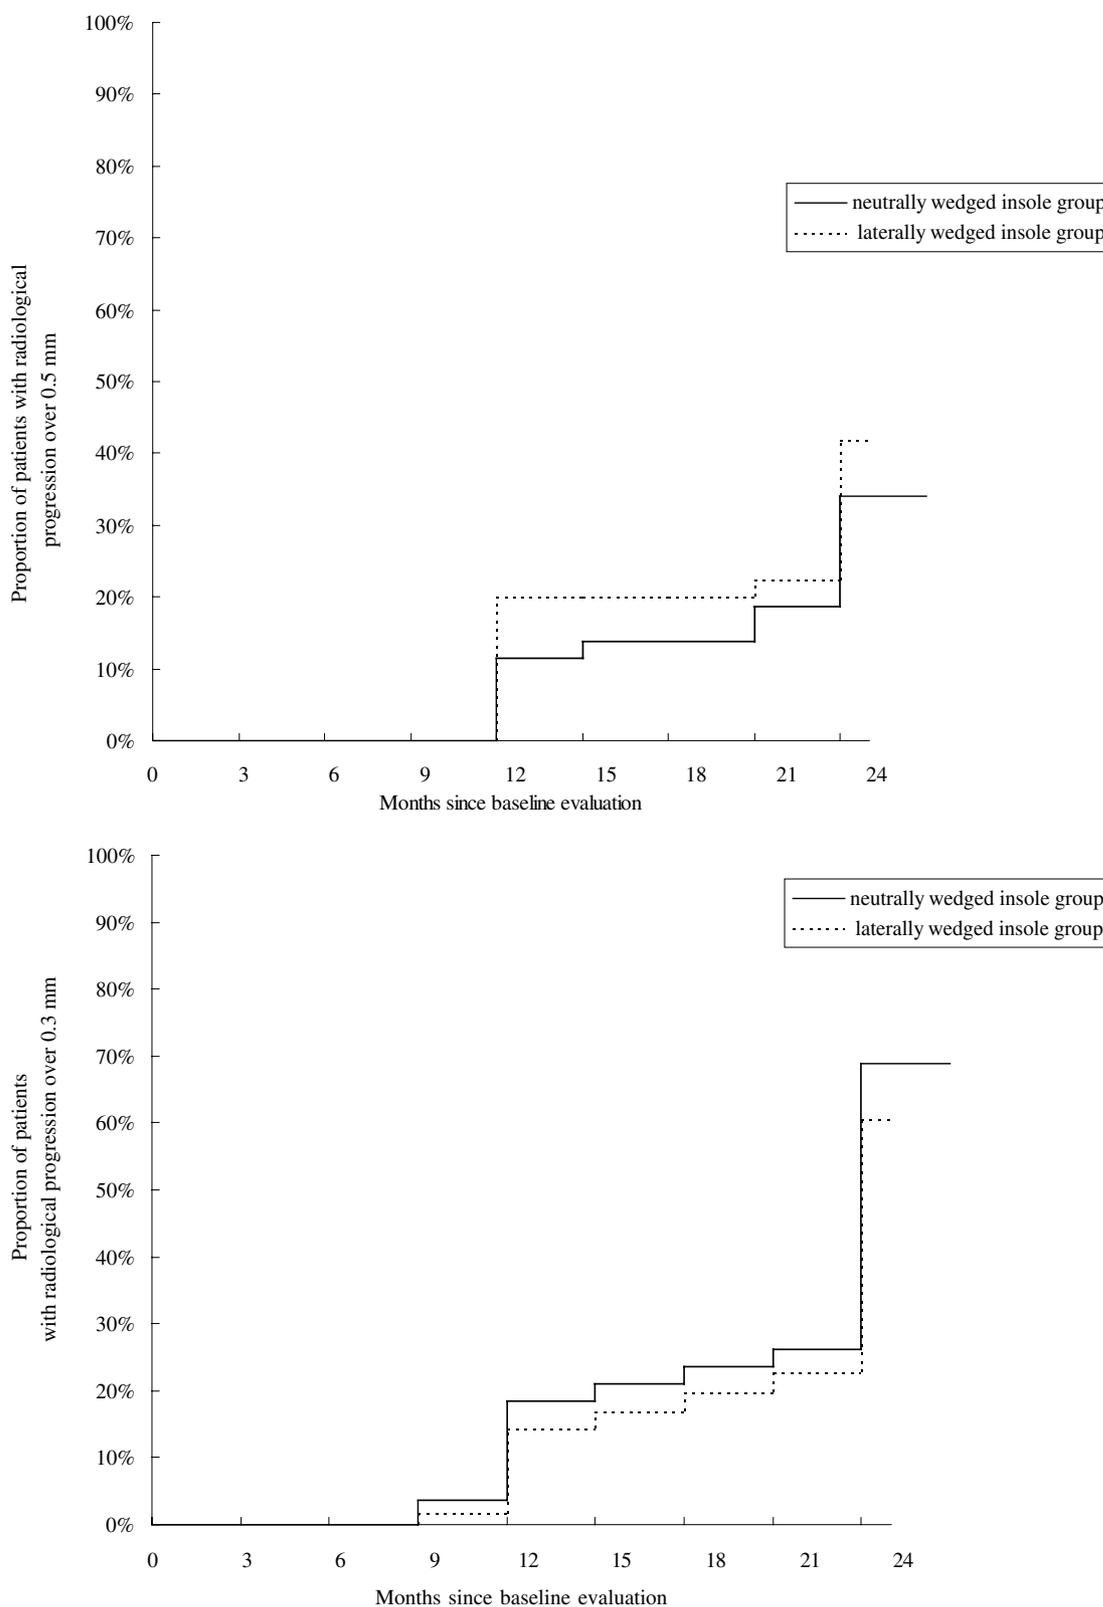 100%
90%
80%
70%
60%
50%
40%
30%
20%
10%
0%
Proportion of patients with radiological
progression over 0.5 mm
neutrally wedged insole group
laterally wedged insole group
0 3 6 9 12 15 18 21 24
Months since baseline evaluation
100%
90%
80%
70%
60%
50%
40%
30%
20%
10%
0%
Proportion of patients
with radiological progression over 0.3 mm
neutrally wedged insole group
laterally wedged insole group
0 3 6 9 12 15 18 21 24
Months since baseline evaluation